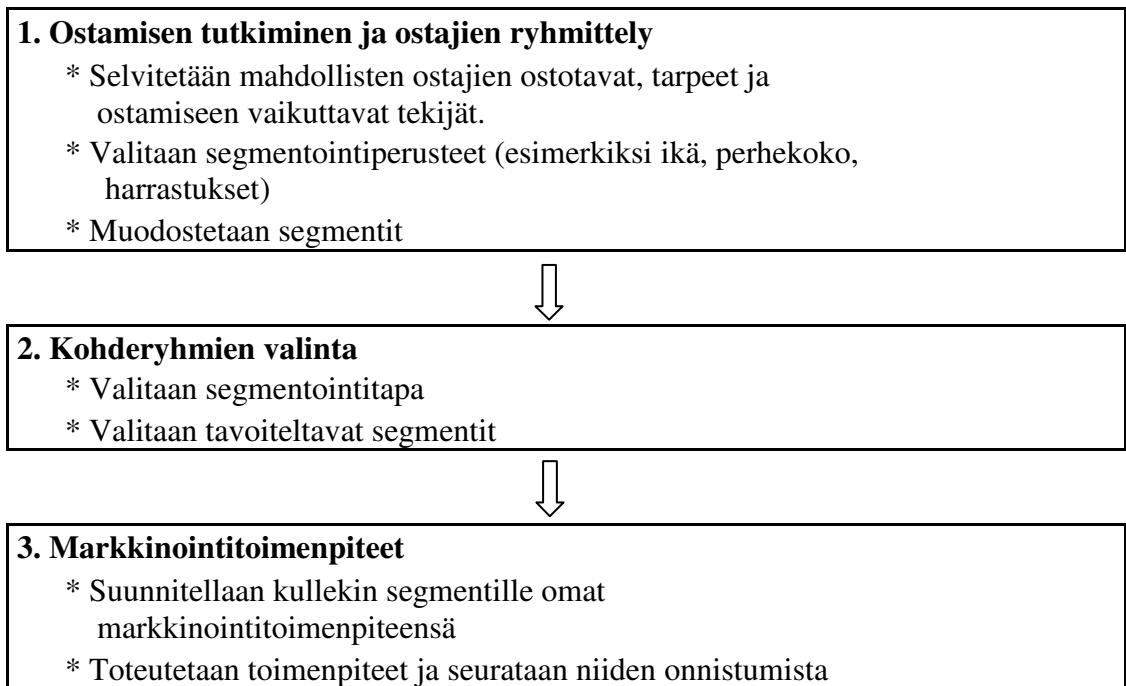 1. Ostamisen tutkiminen ja ostajien ryhmittely
* Selvitetään mahdollisten ostajien ostotavat, tarpeet ja
ostamiseen vaikuttavat tekijät.
* Valitaan segmentointiperusteet (esimerkiksi ikä, perhekoko,
harrastukset)
* Muodostetaan segmentit
2. Kohderyhmien valinta
* Valitaan segmentointitapa
* Valitaan tavoiteltavat segmentit
3. Markkinointitoimenpiteet
* Suunnitellaan kullekin segmentille omat
markkinointitoimenpiteensä
* Toteutetaan toimenpiteet ja seurataan niiden onnistumista